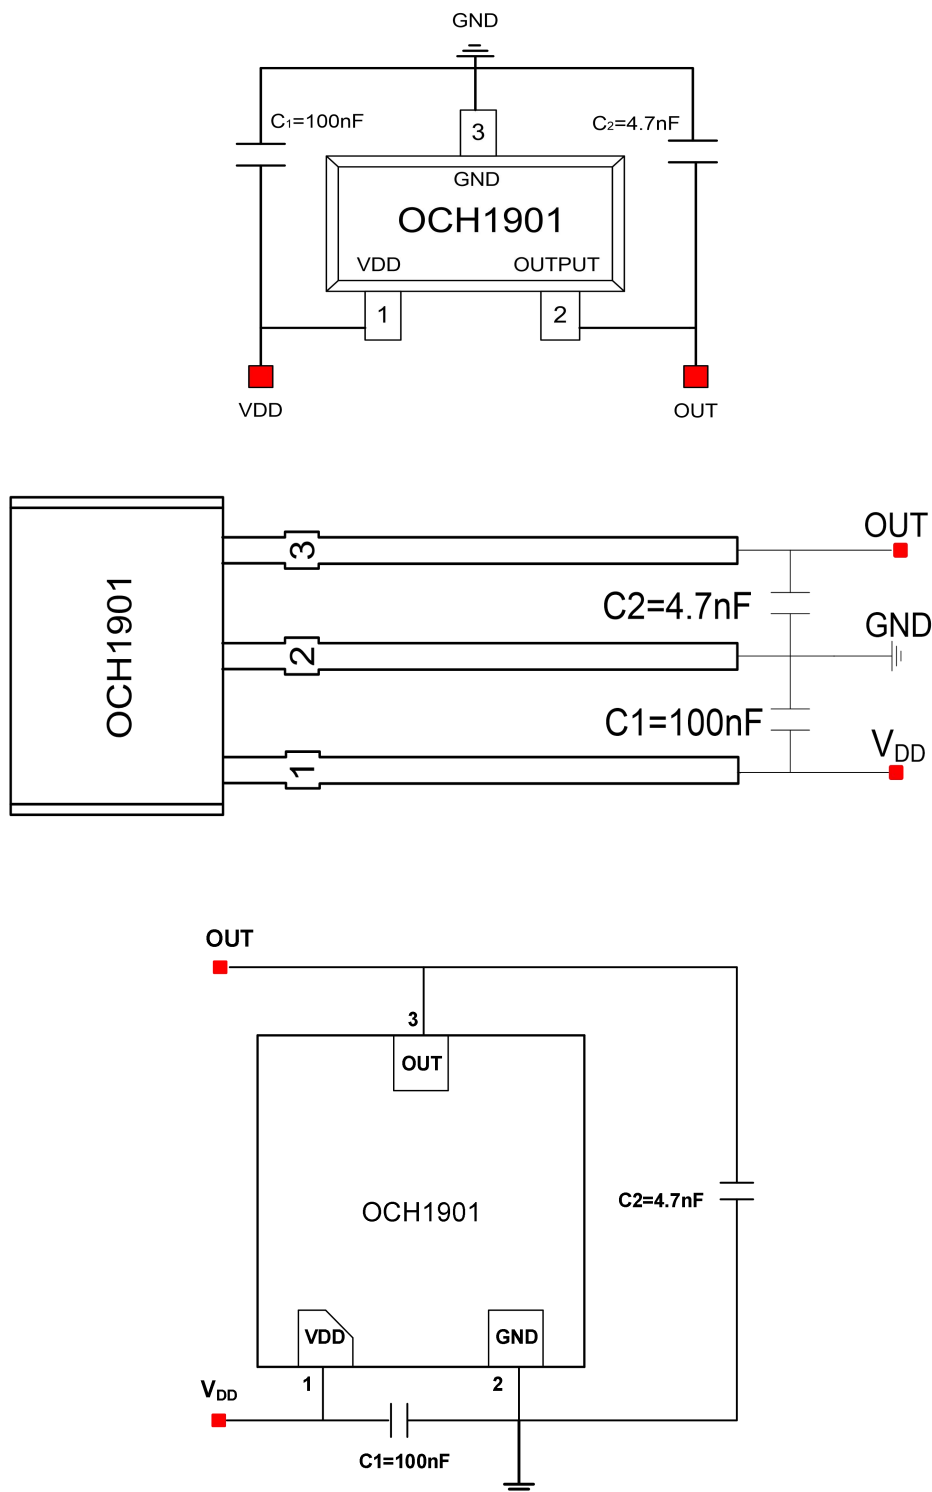 GND
C₁=100nF
C₂=4.7nF
3
GND
OCH1901
VDD
OUTPUT
1
2
VDD
OUT
OCH1901
3
OUT
C2=4.7nF
2
GND
C1=100nF
1
VDD
OUT
3
OUT
OCH1901
C2=4.7nF
VDD
GND
1
2
VDD
C1=100nF